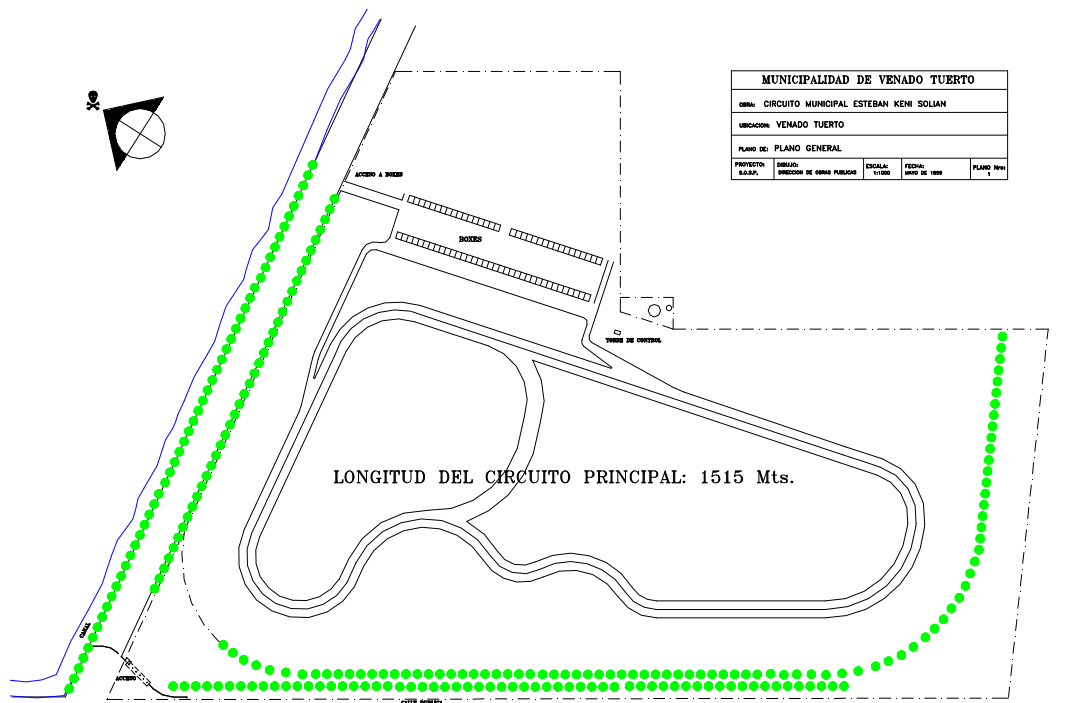 MUNICIPALIDAD DE VENADO TUERTO
OBRA: CIRCUITO MUNICIPAL ESTEBAN KENI SOLIAN
UBICACION: VENADO TUERTO
PLANO DE: PLANO GENERAL
PROYECTO: S.O.S.P.
DIBUJO: DIRECCION DE OBRAS PUBLICAS
ESCALA: 1:1000
FECHA: MAYO DE 1999
PLANO Nro: 1
ACCESO A BOXES
BOXES
TORRE DE CONTROL
LONGITUD DEL CIRCUITO PRINCIPAL: 1515 Mts.
CANAL
ACCESO